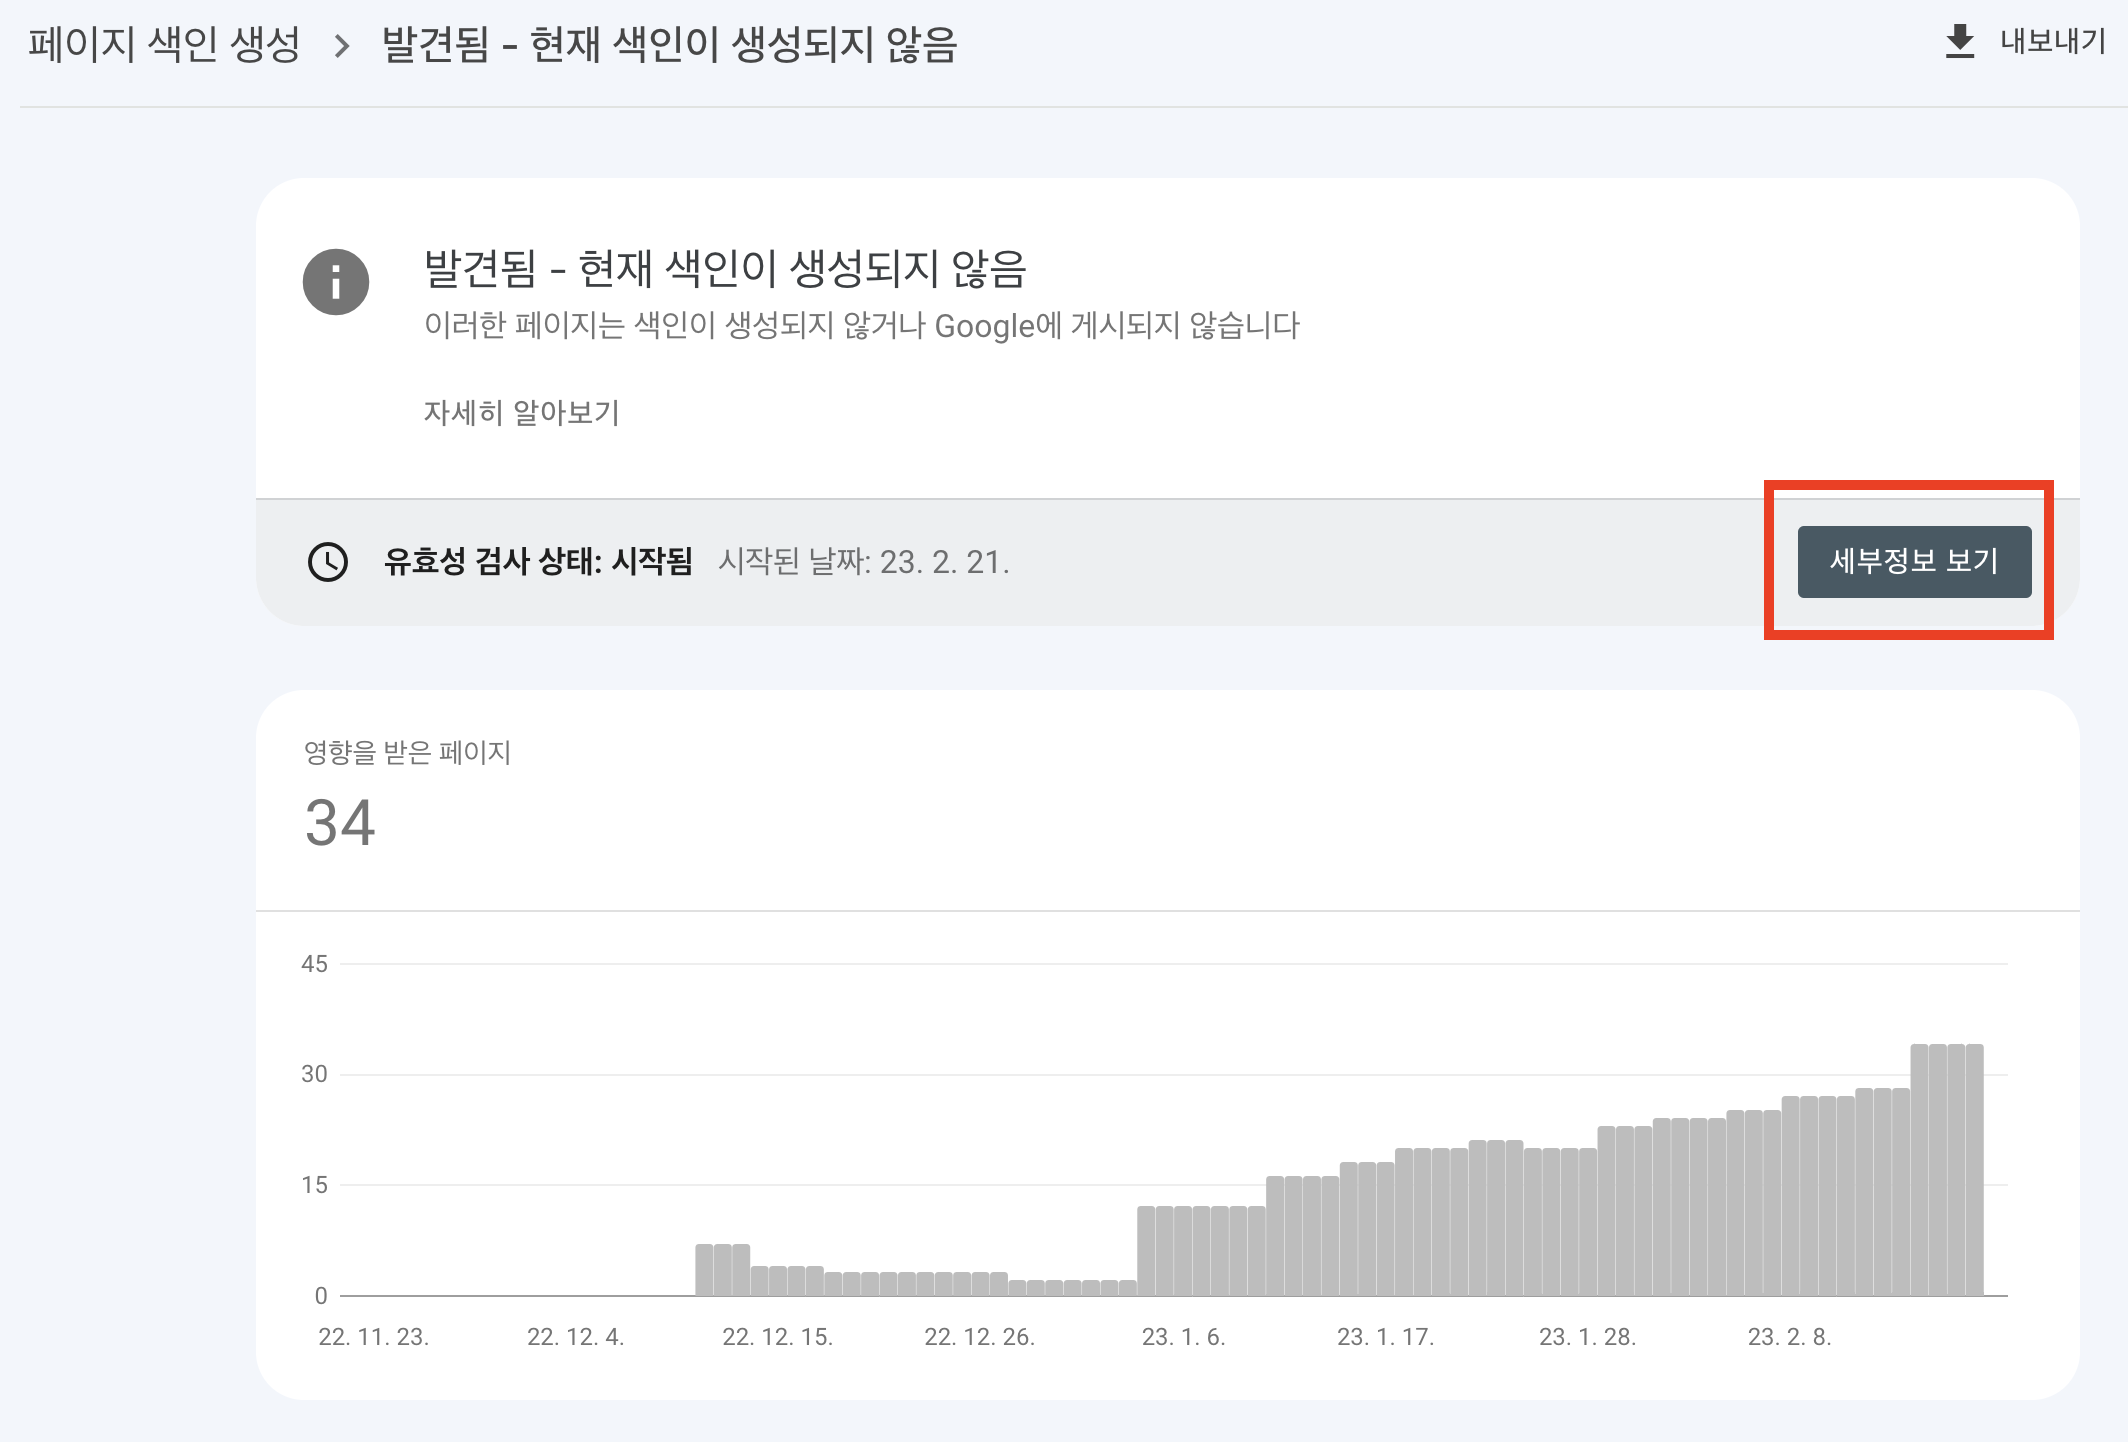 페이지 색인 생성 > 발견됨 - 현재 색인이 생성되지 않음
내보내기
발견됨 - 현재 색인이 생성되지 않음
이러한 페이지는 색인이 생성되지 않거나 Google에 게시되지 않습니다
자세히 알아보기
유효성 검사 상태: 시작됨 시작된 날짜: 23. 2. 21.
세부정보 보기
영향을 받은 페이지
34
45
30
15
0
22. 11. 23. 22. 12. 4. 22. 12. 15. 22. 12. 26. 23. 1. 6. 23. 1. 17. 23. 1. 28. 23. 2. 8.